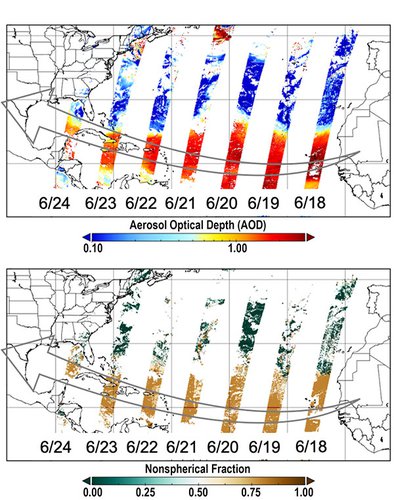 6/24 6/23 6/22 6/21 6/20 6/19 6/18
Aerosol Optical Depth (AOD)
0.10 1.00
6/24 6/23 6/22 6/21 6/20 6/19 6/18
Nonspherical Fraction
0.00 0.25 0.50 0.75 1.00